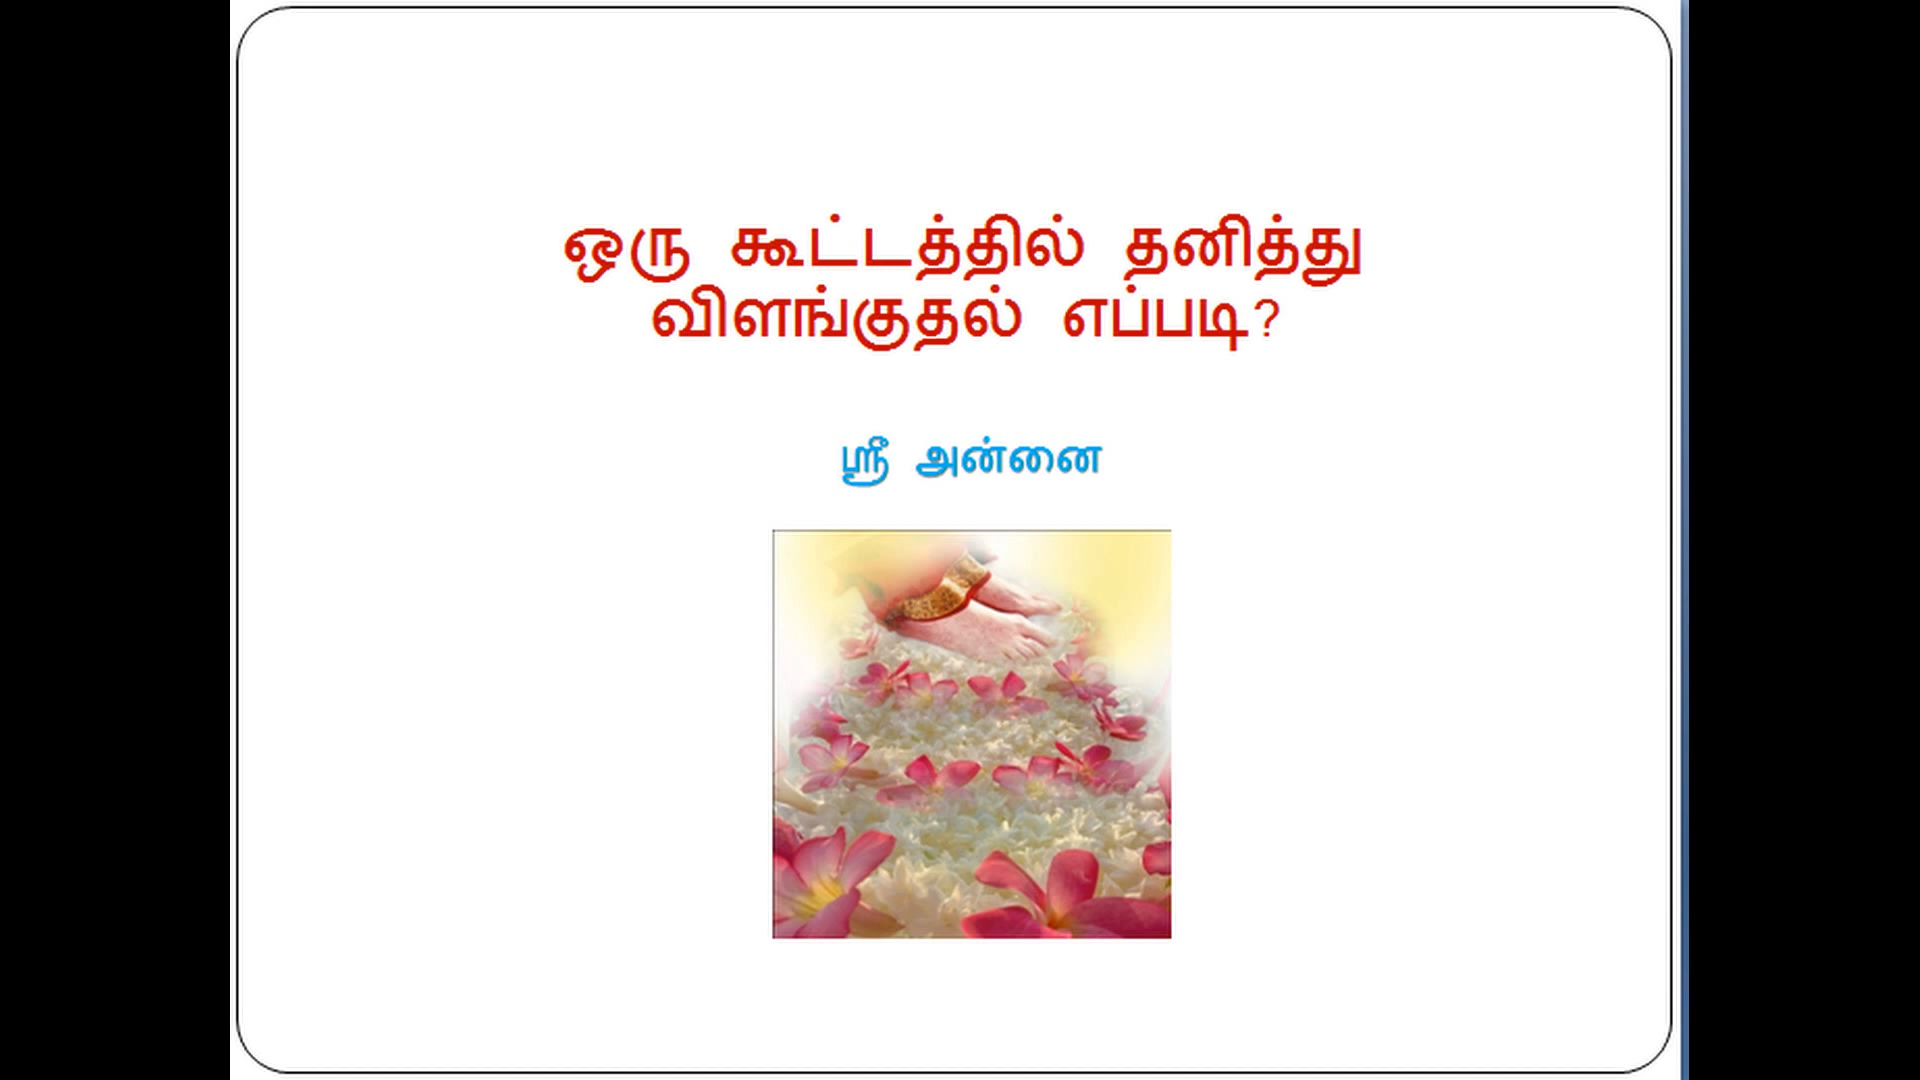 ஒரு கூட்டத்தில் தனித்து
விளங்குதல் எப்படி?
ஸ்ரீ அன்னை